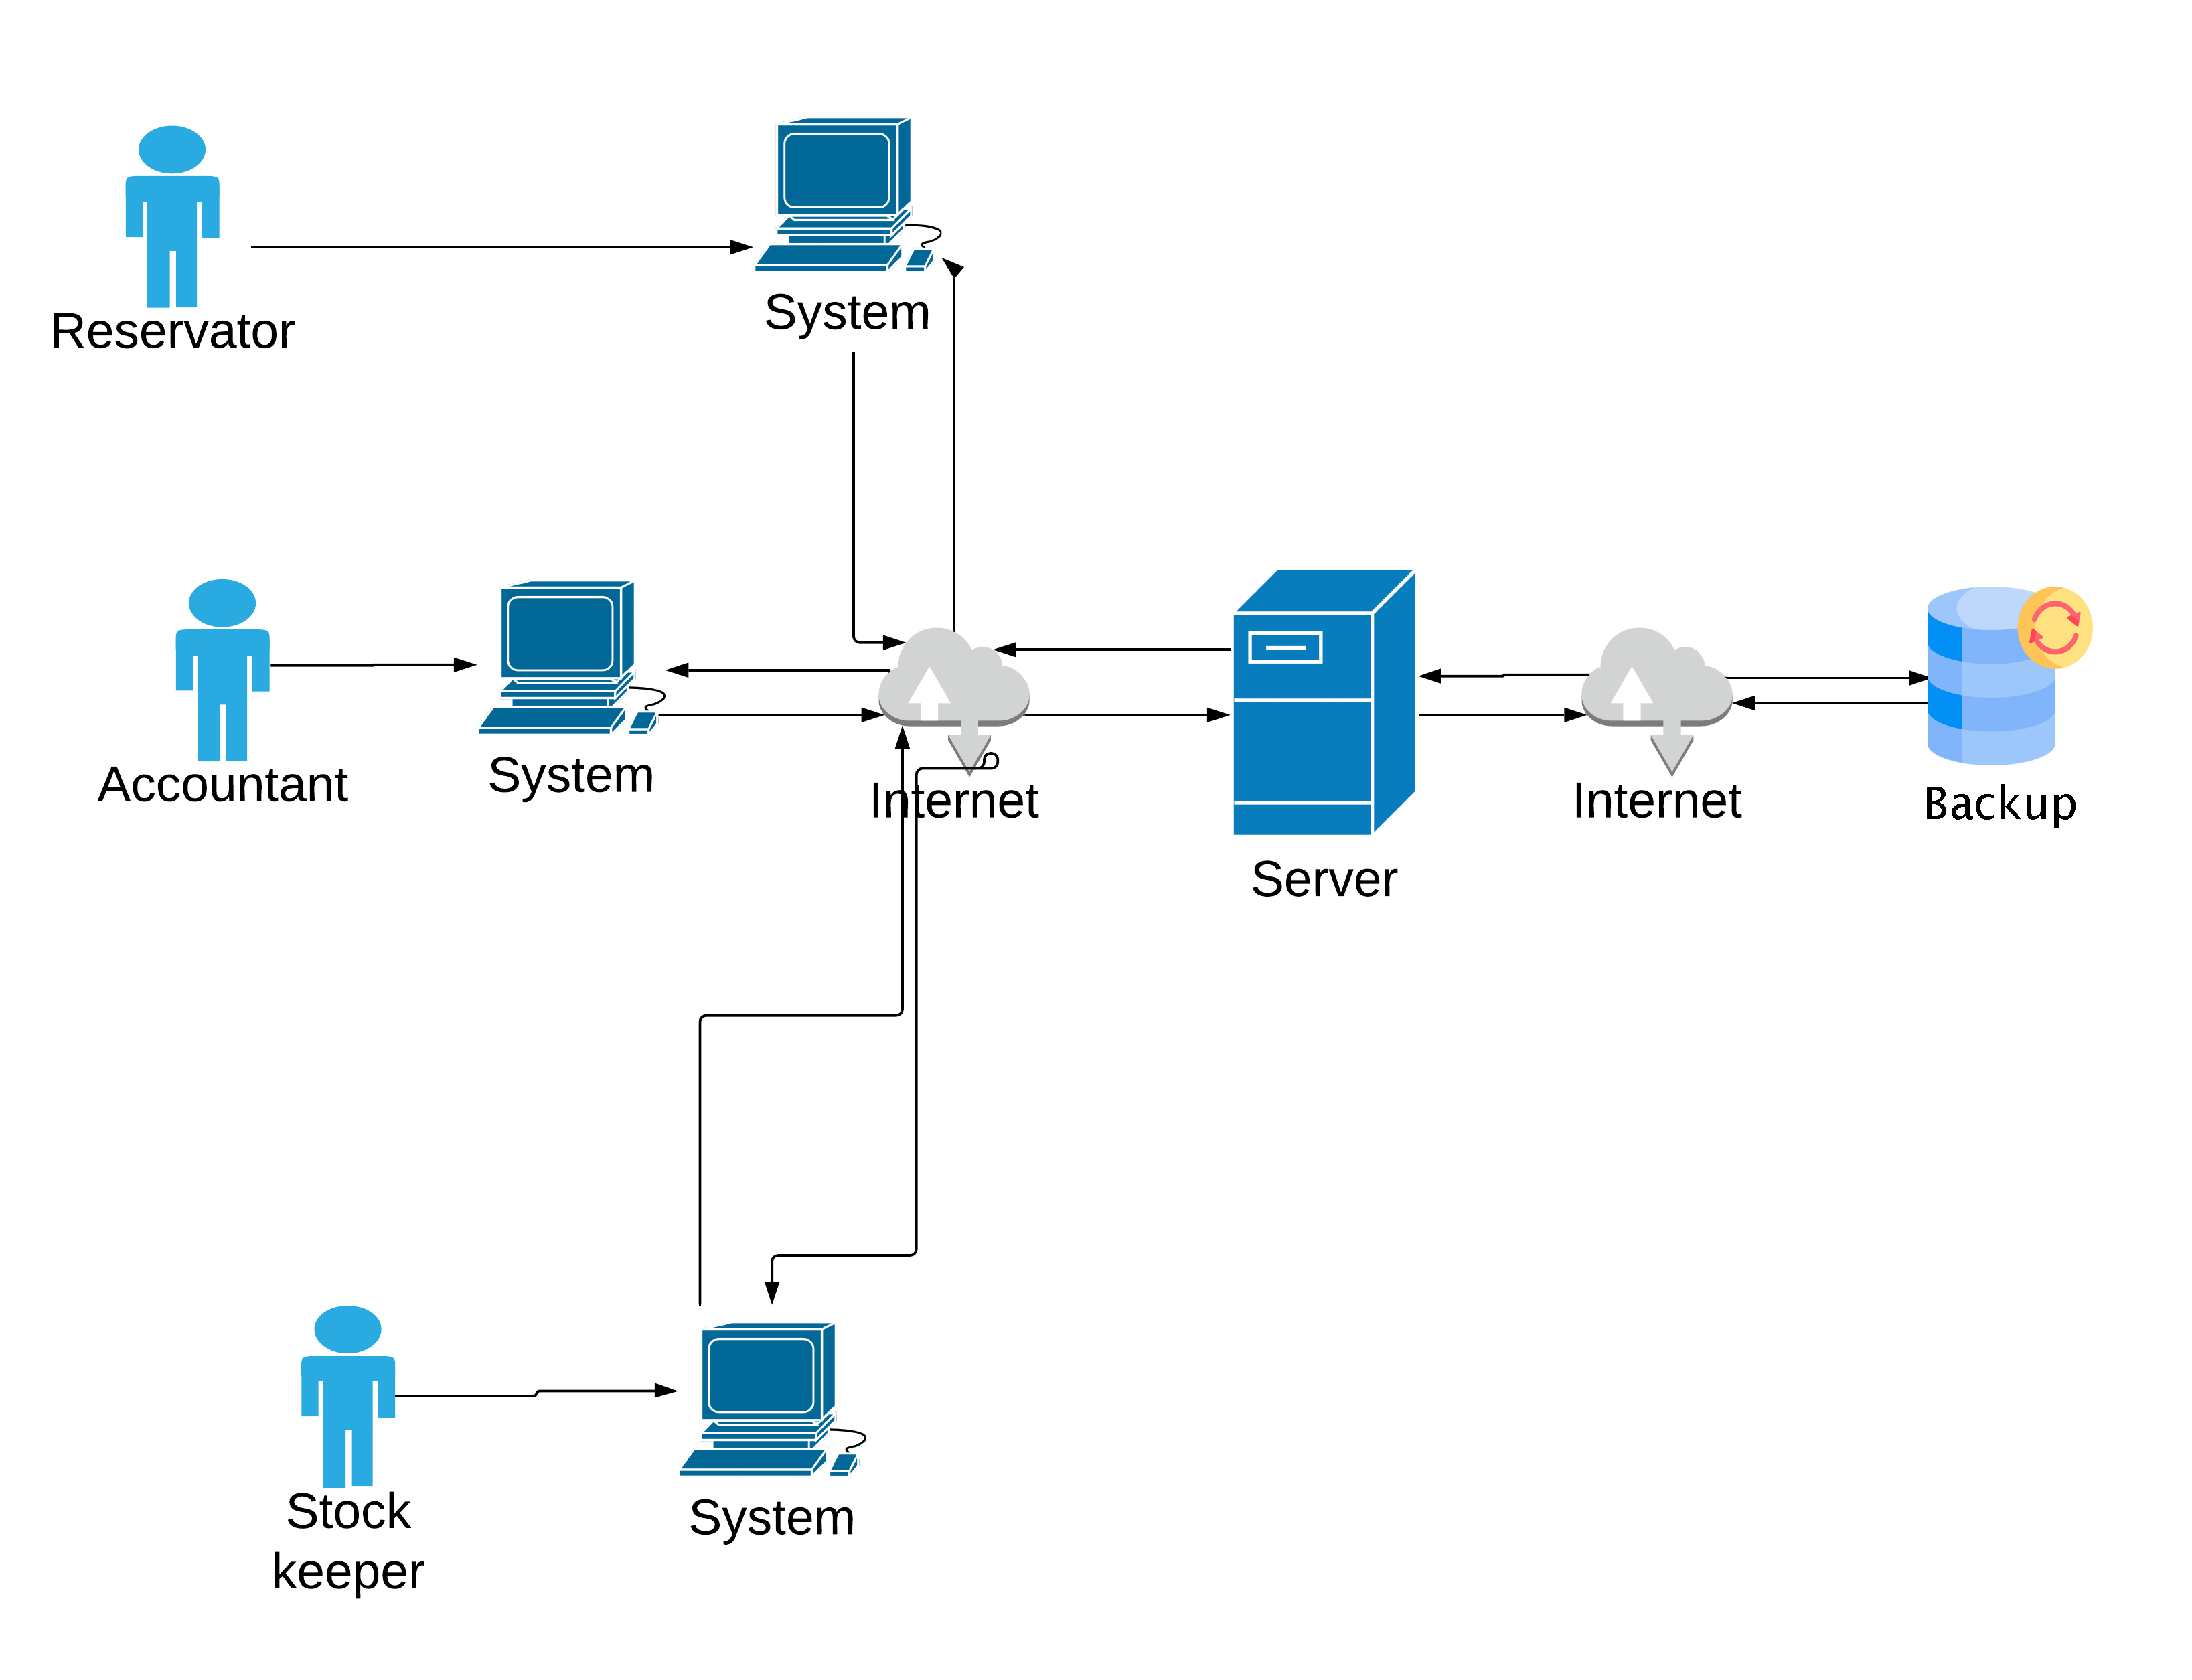 Reservator
System
Accountant
System
Internet
Server
Internet
Backup
Stock
keeper
System